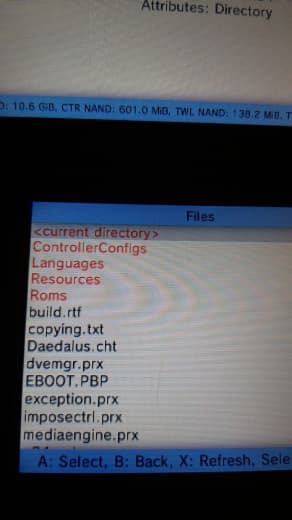 Attributes: Directory
D: 10.6 GiB, CTR NAND: 601.0 MiB, TWL NAND: 138.2 MiB, T
Files
<current directory>
ControllerConfigs
Languages
Resources
Roms
build.rtf
copying.txt
Daedalus.cht
dvemgr.prx
EBOOT.PBP
exception.prx
imposectrl.prx
mediaengine.prx
A: Select, B: Back, X: Refresh, Sele